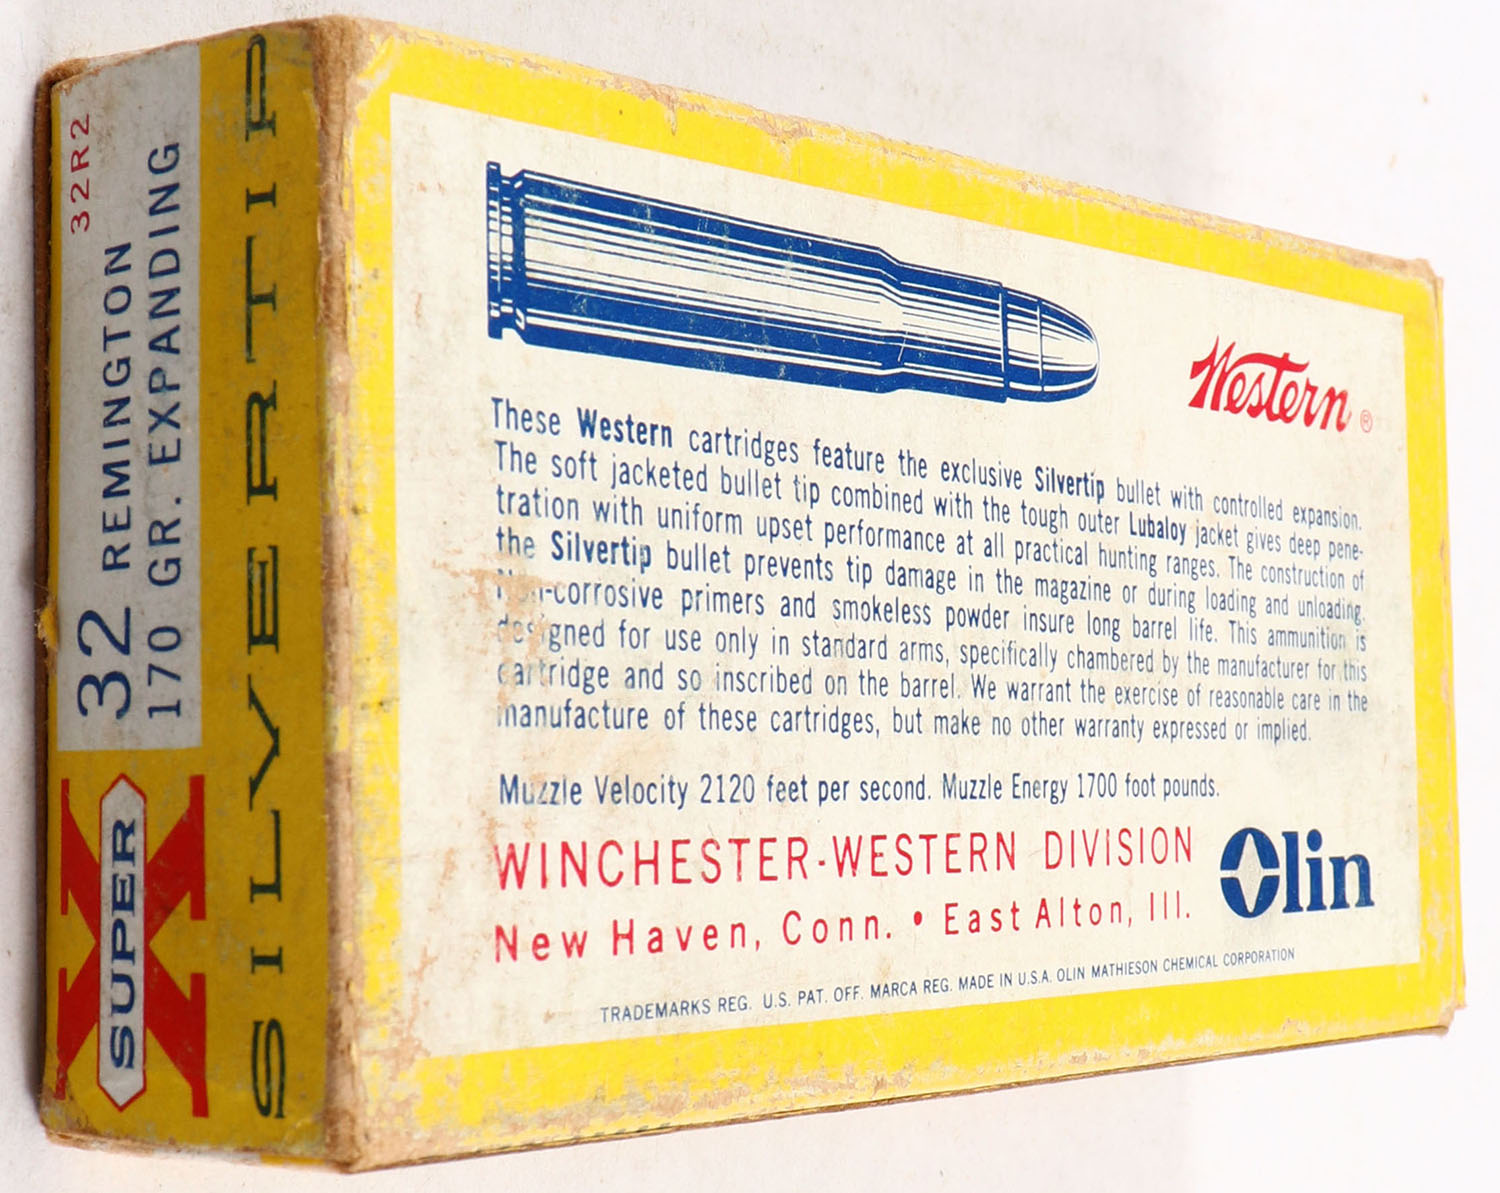 32R2
32 REMINGTON
170 GR. EXPANDING
SUPER X
SILVERTIP
Western ®
These Western cartridges feature the exclusive Silvertip bullet with controlled expansion.
The soft jacketed bullet tip combined with the tough outer Lubaloy jacket gives deep pene-
tration with uniform upset performance at all practical hunting ranges. The construction of
the Silvertip bullet prevents tip damage in the magazine or during loading and unloading.
Non-corrosive primers and smokeless powder insure long barrel life. This ammunition is
designed for use only in standard arms, specifically chambered by the manufacturer for this
cartridge and so inscribed on the barrel. We warrant the exercise of reasonable care in the
manufacture of these cartridges, but make no other warranty expressed or implied.
Muzzle Velocity 2120 feet per second. Muzzle Energy 1700 foot pounds.
WINCHESTER-WESTERN DIVISION
New Haven, Conn. • East Alton, Ill.
Olin
TRADEMARKS REG. U.S. PAT. OFF. MARCA REG. MADE IN U.S.A. OLIN MATHIESON CHEMICAL CORPORATION